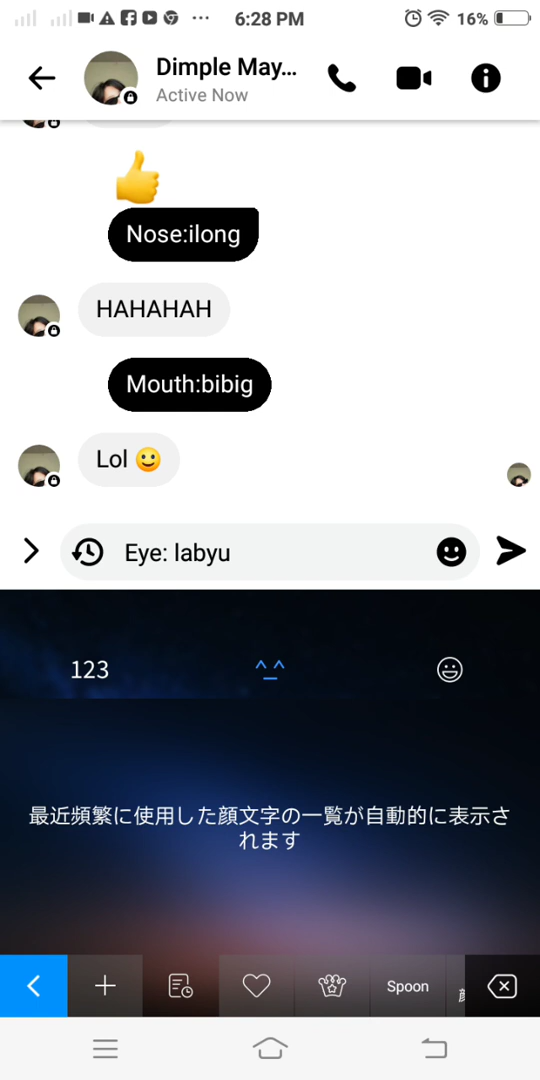 6:28 PM
16%
Dimple May...
Active Now
Nose:ilong
HAHAHAH
Mouth:bibig
Lol 🙂
Eye: labyu
123
^_^
最近頻繁に使用した顔文字の一覧が自動的に表示さ
れます
Spoon